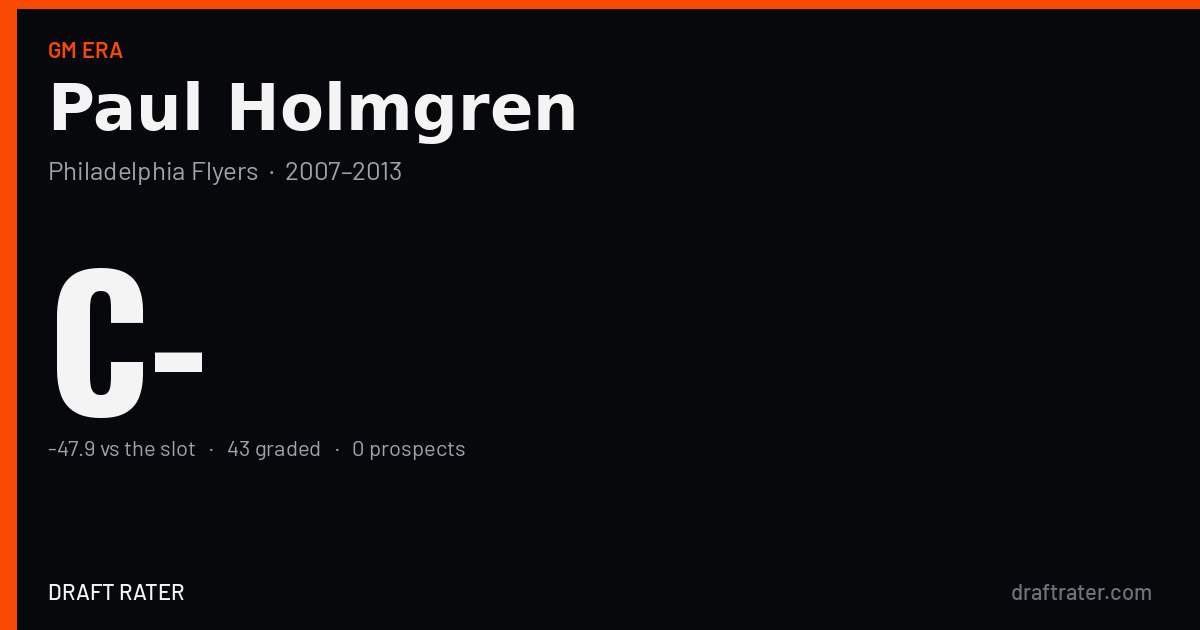 GM ERA
Paul Holmgren
Philadelphia Flyers · 2007–2013
C-
-47.9 vs the slot · 43 graded · 0 prospects
DRAFT RATER
draftrater.com